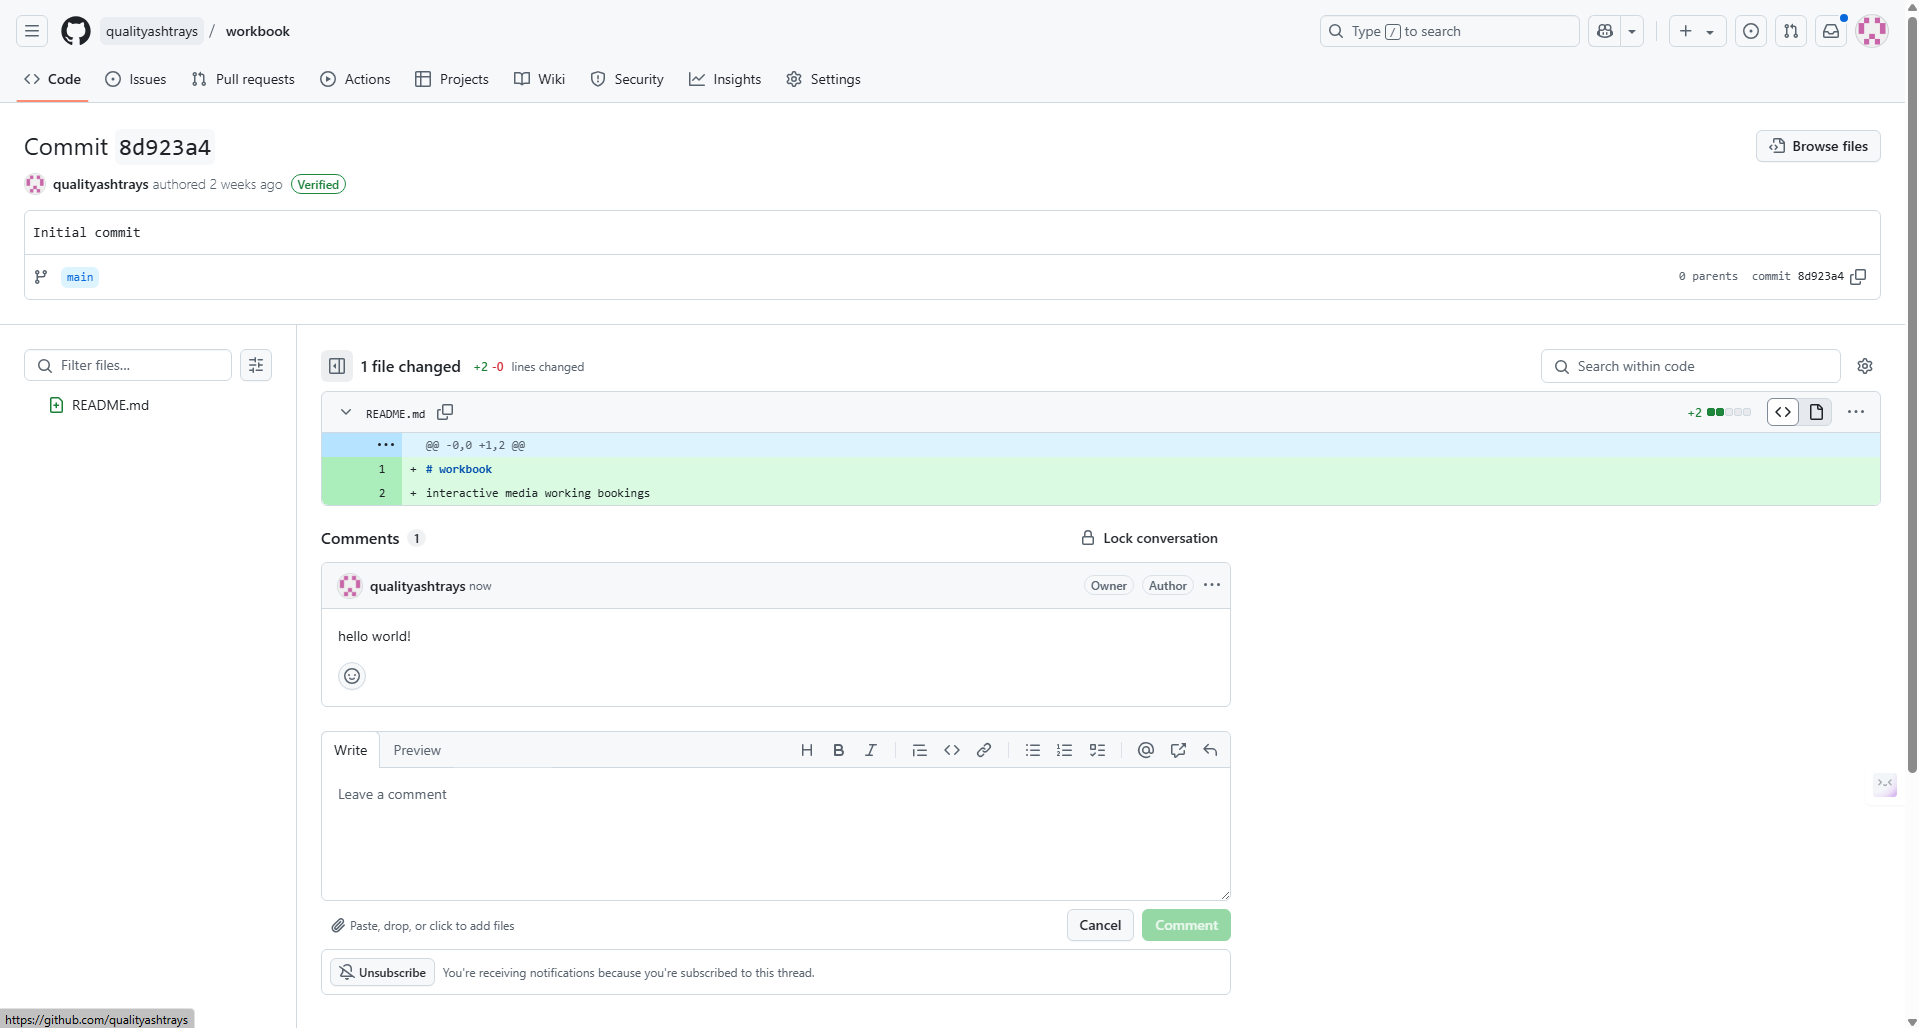 qualityashtrays / workbook
Type / to search
Code Issues Pull requests Actions Projects Wiki Security Insights Settings
Commit 8d923a4
Browse files
qualityashtrays authored 2 weeks ago Verified
Initial commit
main
0 parents commit 8d923a4
Filter files...
README.md
1 file changed +2 -0 lines changed
Search within code
README.md
+2
@@ -0,0 +1,2 @@
1 + # workbook
2 + interactive media working bookings
Comments 1
Lock conversation
qualityashtrays now
Owner Author
hello world!
Write Preview
Leave a comment
Paste, drop, or click to add files
Cancel Comment
Unsubscribe You're receiving notifications because you're subscribed to this thread.
https://github.com/qualityashtrays